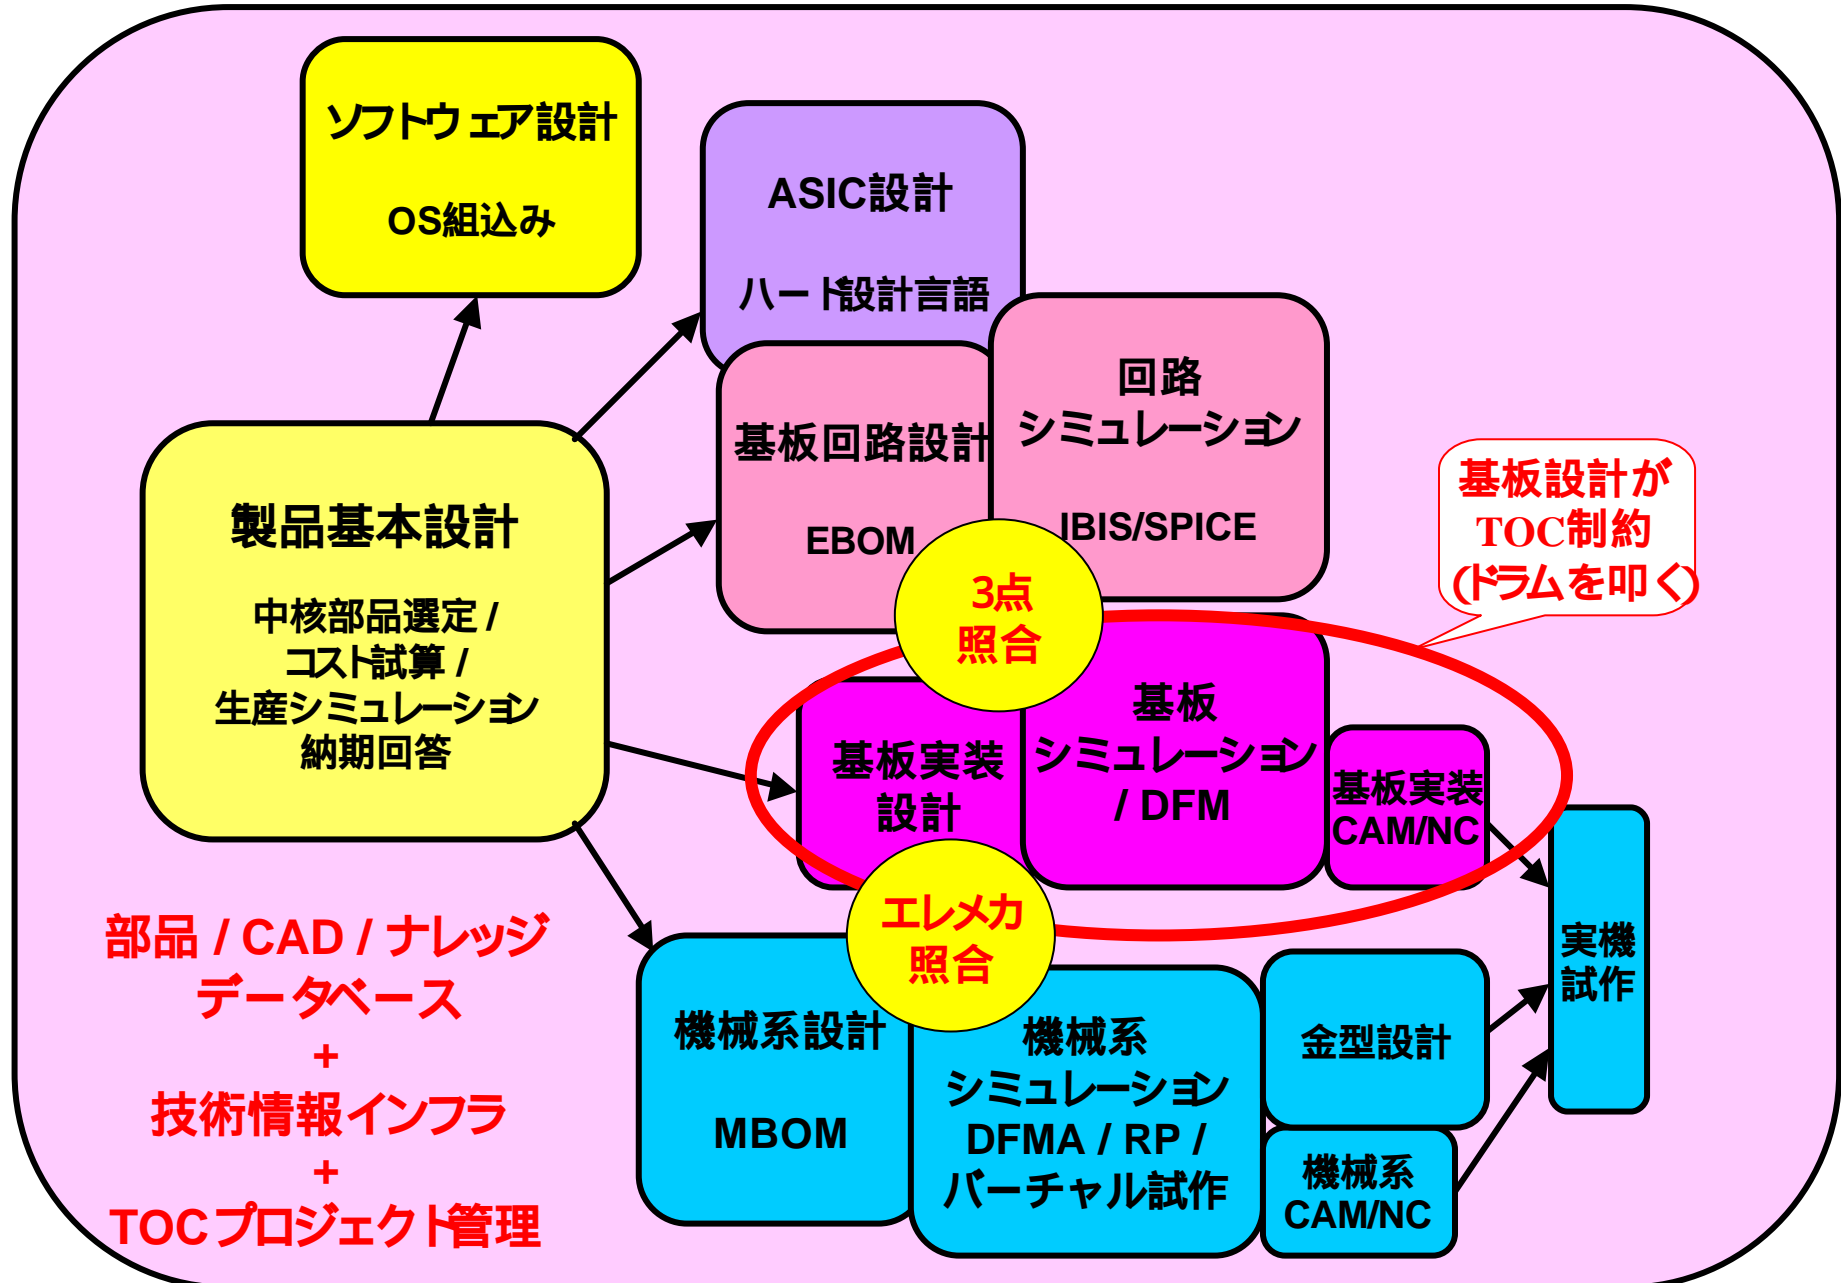 ソフトウェア設計
OS組込み
ASIC設計
ハード設計言語
回路
シミュレーション
IBIS/SPICE
基板回路設計
EBOM
基板設計が
TOC制約
(ドラムを叩く)
製品基本設計
中核部品選定 /
コスト試算 /
生産シミュレーション
納期回答
3点
照合
基板実装
設計
基板
シミュレーション
/ DFM
基板実装
CAM/NC
エレメカ
照合
実機
試作
部品 / CAD / ナレッジ
データベース
+
技術情報インフラ
+
TOCプロジェクト管理
機械系設計
MBOM
機械系
シミュレーション
DFMA / RP /
バーチャル試作
金型設計
機械系
CAM/NC